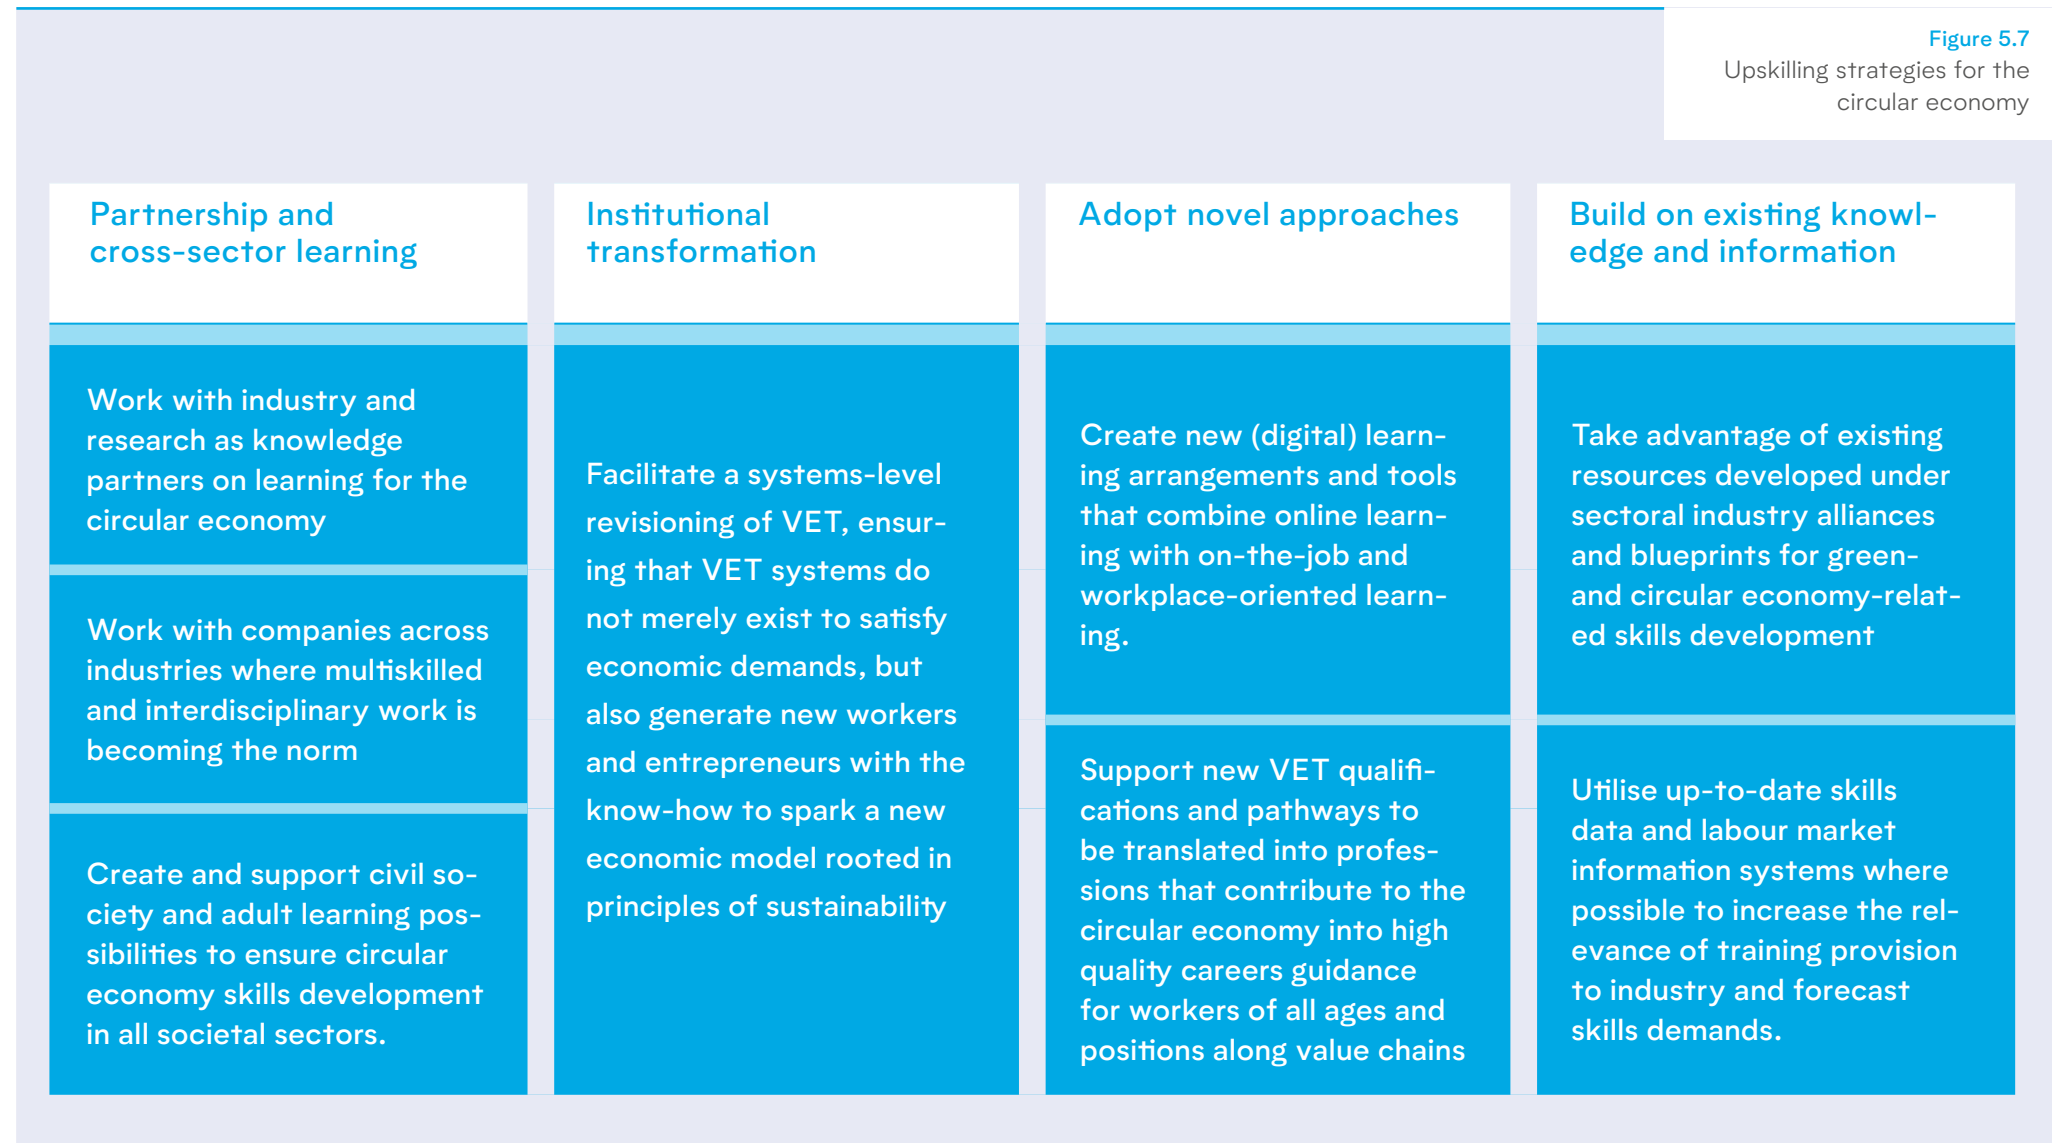 Figure 5.7
Upskilling strategies for the
circular economy
Partnership and
cross-sector learning
Work with industry and
research as knowledge
partners on learning for the
circular economy
Work with companies across
industries where multiskilled
and interdisciplinary work is
becoming the norm
Create and support civil so-
ciety and adult learning pos-
sibilities to ensure circular
economy skills development
in all societal sectors.
Institutional
transformation
Facilitate a systems-level
revisioning of VET, ensur-
ing that VET systems do
not merely exist to satisfy
economic demands, but
also generate new workers
and entrepreneurs with the
know-how to spark a new
economic model rooted in
principles of sustainability
Adopt novel approaches
Create new (digital) learn-
ing arrangements and tools
that combine online learn-
ing with on-the-job and
workplace-oriented learn-
ing.
Support new VET qualifi-
cations and pathways to
be translated into profes-
sions that contribute to the
circular economy into high
quality careers guidance
for workers of all ages and
positions along value chains
Build on existing knowl-
edge and information
Take advantage of existing
resources developed under
sectoral industry alliances
and blueprints for green-
and circular economy-relat-
ed skills development
Utilise up-to-date skills
data and labour market
information systems where
possible to increase the rel-
evance of training provision
to industry and forecast
skills demands.